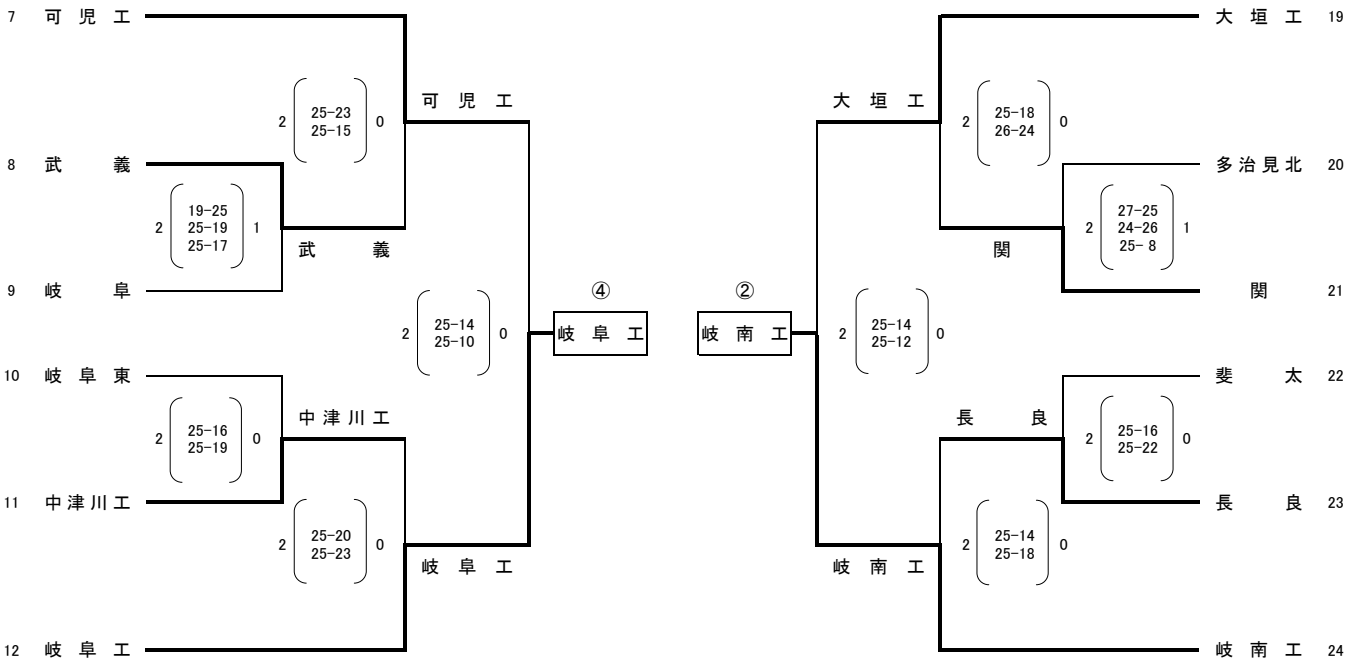 7 可児工
2 25-23 0
25-15
可児工
8 武義
2 19-25 1
25-19
25-17
武義
9 岐阜
2 25-14 0
25-10
④
岐阜工
10 岐阜東
2 25-16 0
25-19
中津川工
11 中津川工
2 25-20 0
25-23
岐阜工
12 岐阜工
大垣工 19
大垣工
2 25-18 0
26-24
多治見北 20
2 27-25 1
24-26
25- 8
関
関 21
②
岐南工
2 25-14 0
25-12
斐太 22
長良
2 25-16 0
25-22
長良 23
2 25-14 0
25-18
岐南工
岐南工 24